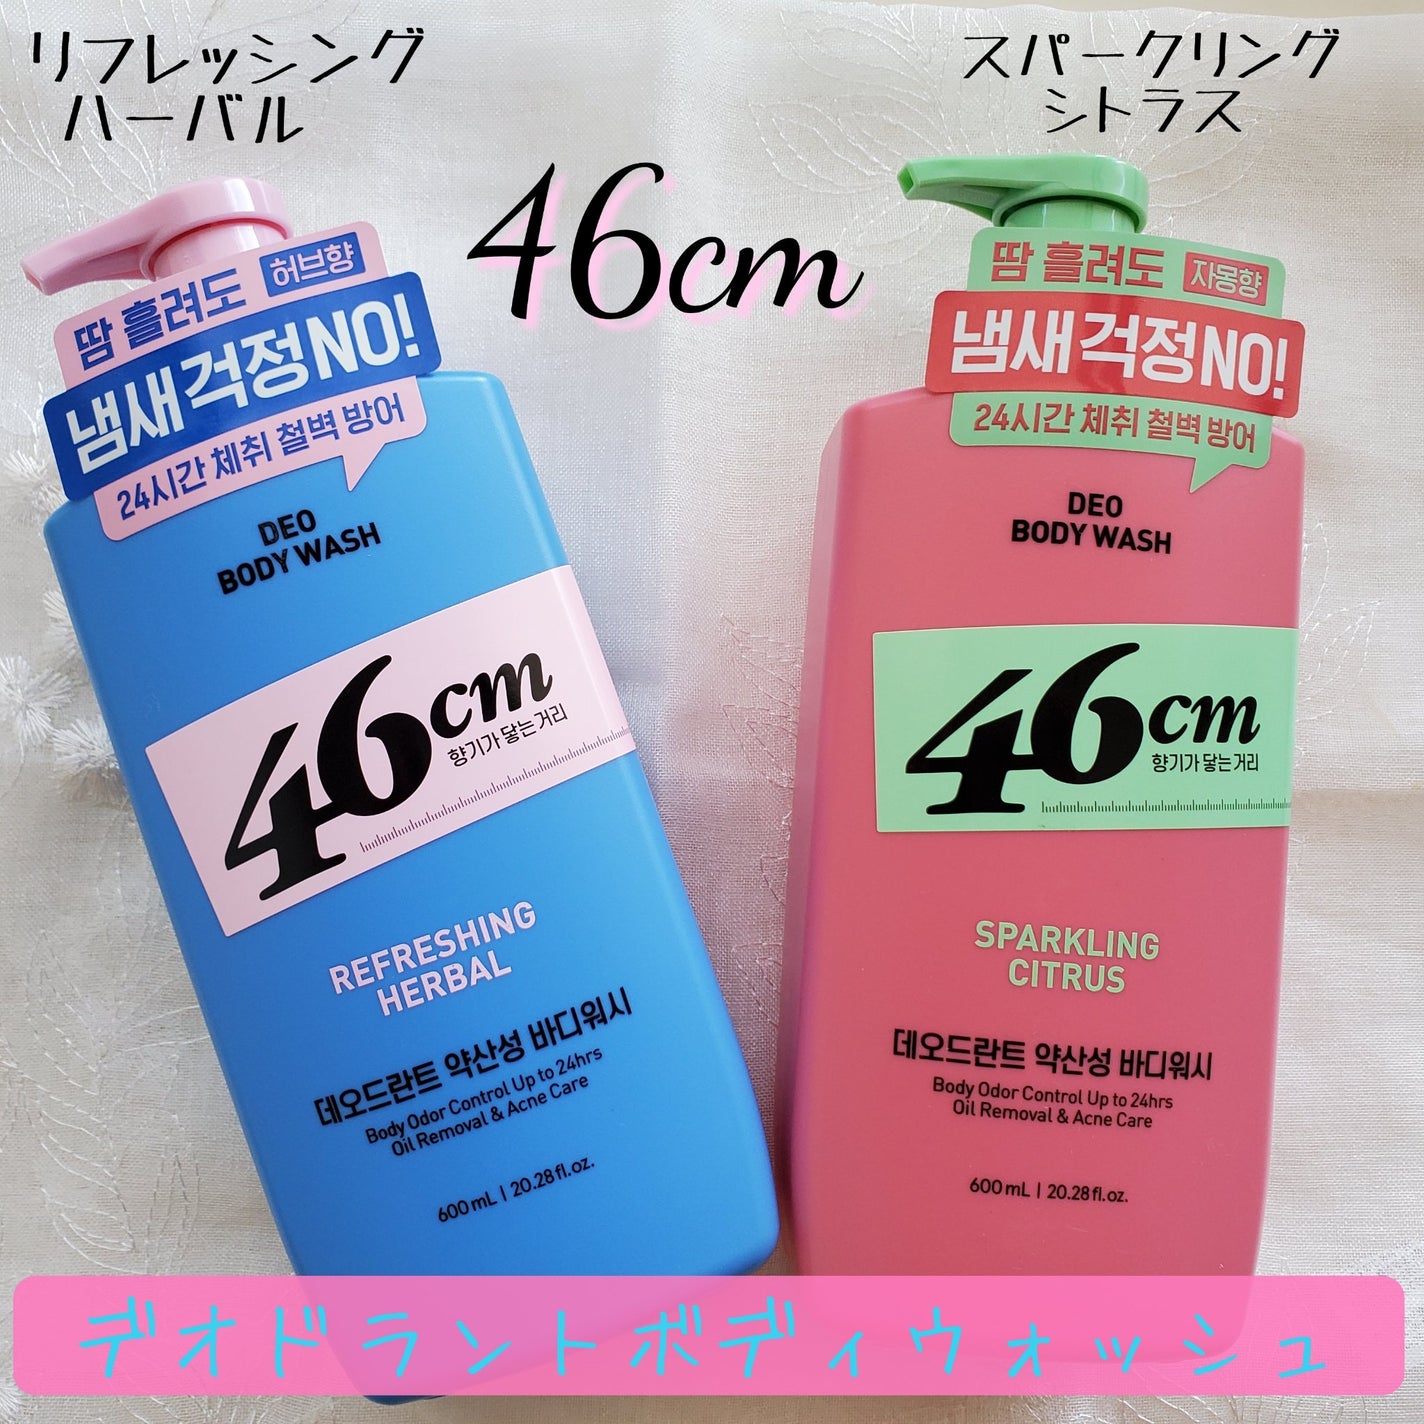 リフレッシング
ハーバル
スパークリング
シトラス
46cm
땀 흘려도 허브향
냄새 걱정 NO!
24시간 체취 철벽 방어
DEO
BODY WASH
46cm
향기가 닿는 거리
REFRESHING
HERBAL
데오드란트 약산성 바디워시
Body Odor Control Up to 24hrs
Oil Removal & Acne Care
600 mL | 20.28 fl.oz.
땀 흘려도 자몽향
냄새 걱정 NO!
24시간 체취 철벽 방어
DEO
BODY WASH
46cm
향기가 닿는 거리
SPARKLING
CITRUS
데오드란트 약산성 바디워시
Body Odor Control Up to 24hrs
Oil Removal & Acne Care
600 mL | 20.28 fl.oz.
デオドラントボディウォッシュ